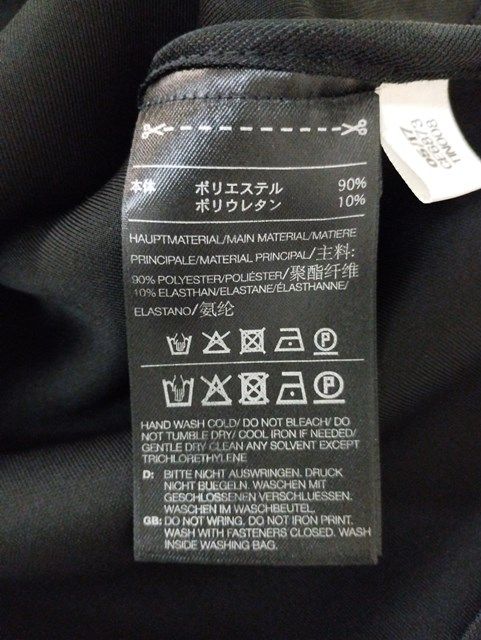 本体 ポリエステル 90%
ポリウレタン 10%
HAUPTMATERIAL/MAIN MATERIAL/MATIERE
PRINCIPALE/MATERIAL PRINCIPAL/主料:
90% POLYESTER/POLIÉSTER/聚酯纤维
10% ELASTHAN/ELASTANE/ÉLASTHANNE/
ELASTANO/氨纶
P
P
HAND WASH COLD/ DO NOT BLEACH/ DO
NOT TUMBLE DRY/ COOL IRON IF NEEDED/
GENTLE DRY CLEAN ANY SOLVENT EXCEPT
TRICHLORETHYLENE
D: BITTE NICHT AUSWRINGEN. DRUCK
NICHT BUEGELN. WASCHEN MIT
GESCHLOSSENEN VERSCHLUESSEN.
WASCHEN IM WASCHBEUTEL.
GB: DO NOT WRING. DO NOT IRON PRINT.
WASH WITH FASTENERS CLOSED. WASH
INSIDE WASHING BAG.
05/17